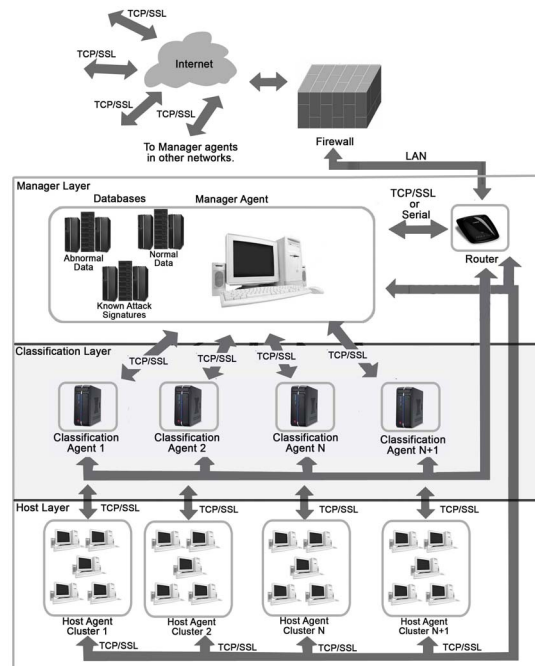 TCP/SSL
TCP/SSL
Internet
TCP/SSL
TCP/SSL
To Manager agents
in other networks.
Firewall
LAN
Manager Layer
Databases
Manager Agent
TCP/SSL
or
Serial
Abnormal
Data
Normal
Data
Router
Known Attack
Signatures
Classification Layer
TCP/SSL
TCP/SSL
TCP/SSL
TCP/SSL
Classification
Agent 1
Classification
Agent 2
Classification
Agent N
Classification
Agent N+1
Host Layer
TCP/SSL
TCP/SSL
TCP/SSL
TCP/SSL
Host Agent
Cluster 1
Host Agent
Cluster 2
Host Agent
Cluster N
Host Agent
Cluster N+1
TCP/SSL
TCP/SSL
TCP/SSL
TCP/SSL